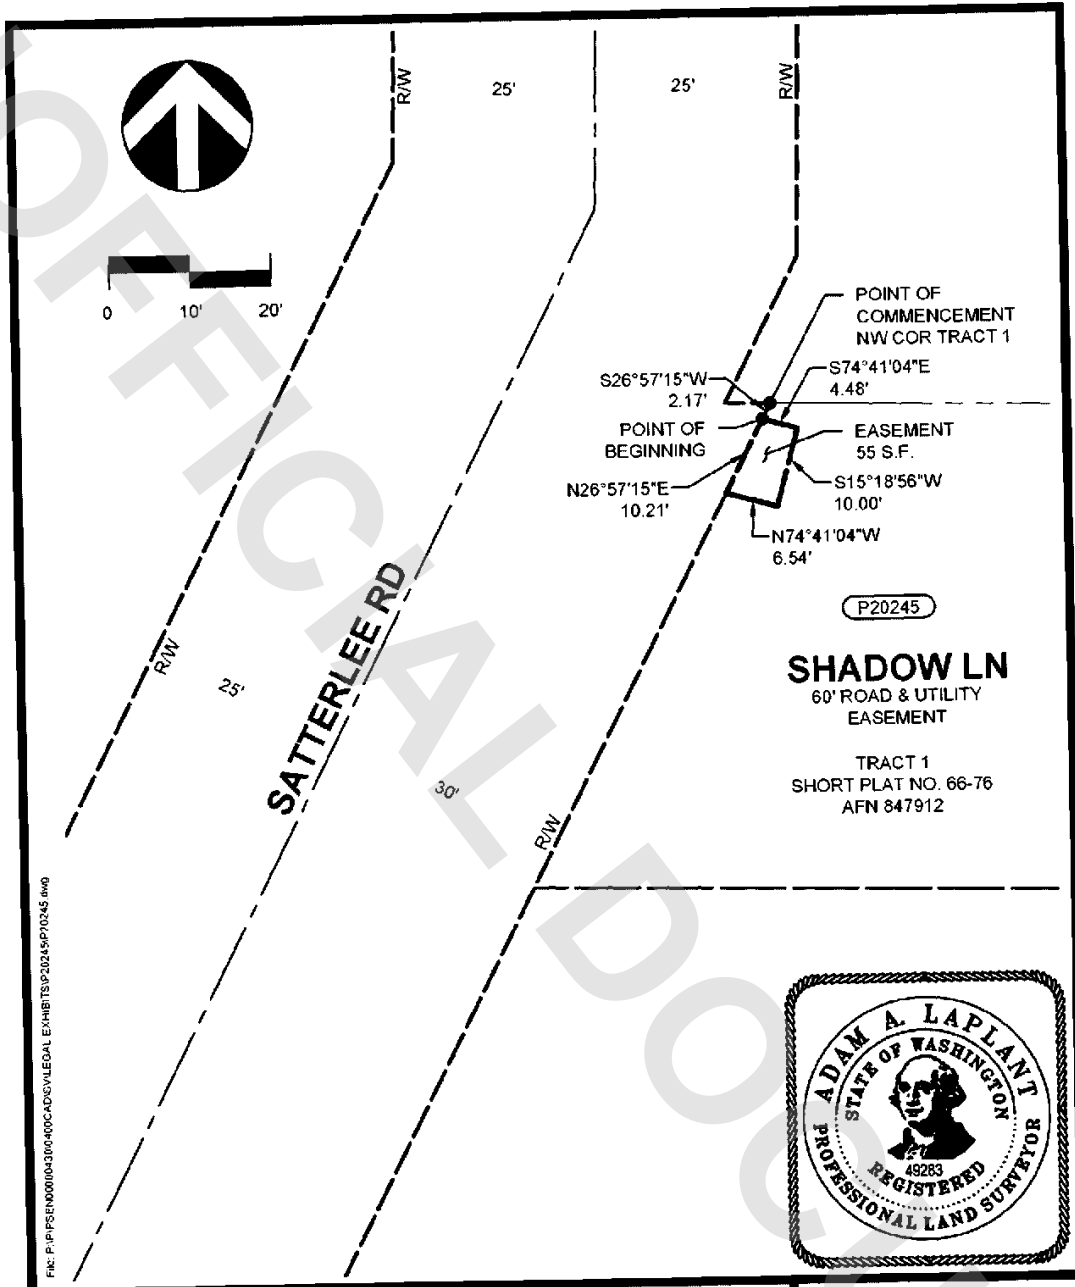 R/W
25'
25'
R/W
0 10' 20'
POINT OF
COMMENCEMENT
NW COR TRACT 1
S26°57'15"W
2.17'
S74°41'04"E
4.48'
POINT OF
BEGINNING
EASEMENT
55 S.F.
N26°57'15"E
10.21'
S15°18'56"W
10.00'
N74°41'04"W
6.54'
P20245
SHADOW LN
60' ROAD & UTILITY
EASEMENT
TRACT 1
SHORT PLAT NO. 66-76
AFN 847912
SATTERLEE RD
R/W
25'
30'
R/W
ADAM A. LAPLANT
STATE OF WASHINGTON
49283
REGISTERED
PROFESSIONAL LAND SURVEYOR
OFFICIAL DOC